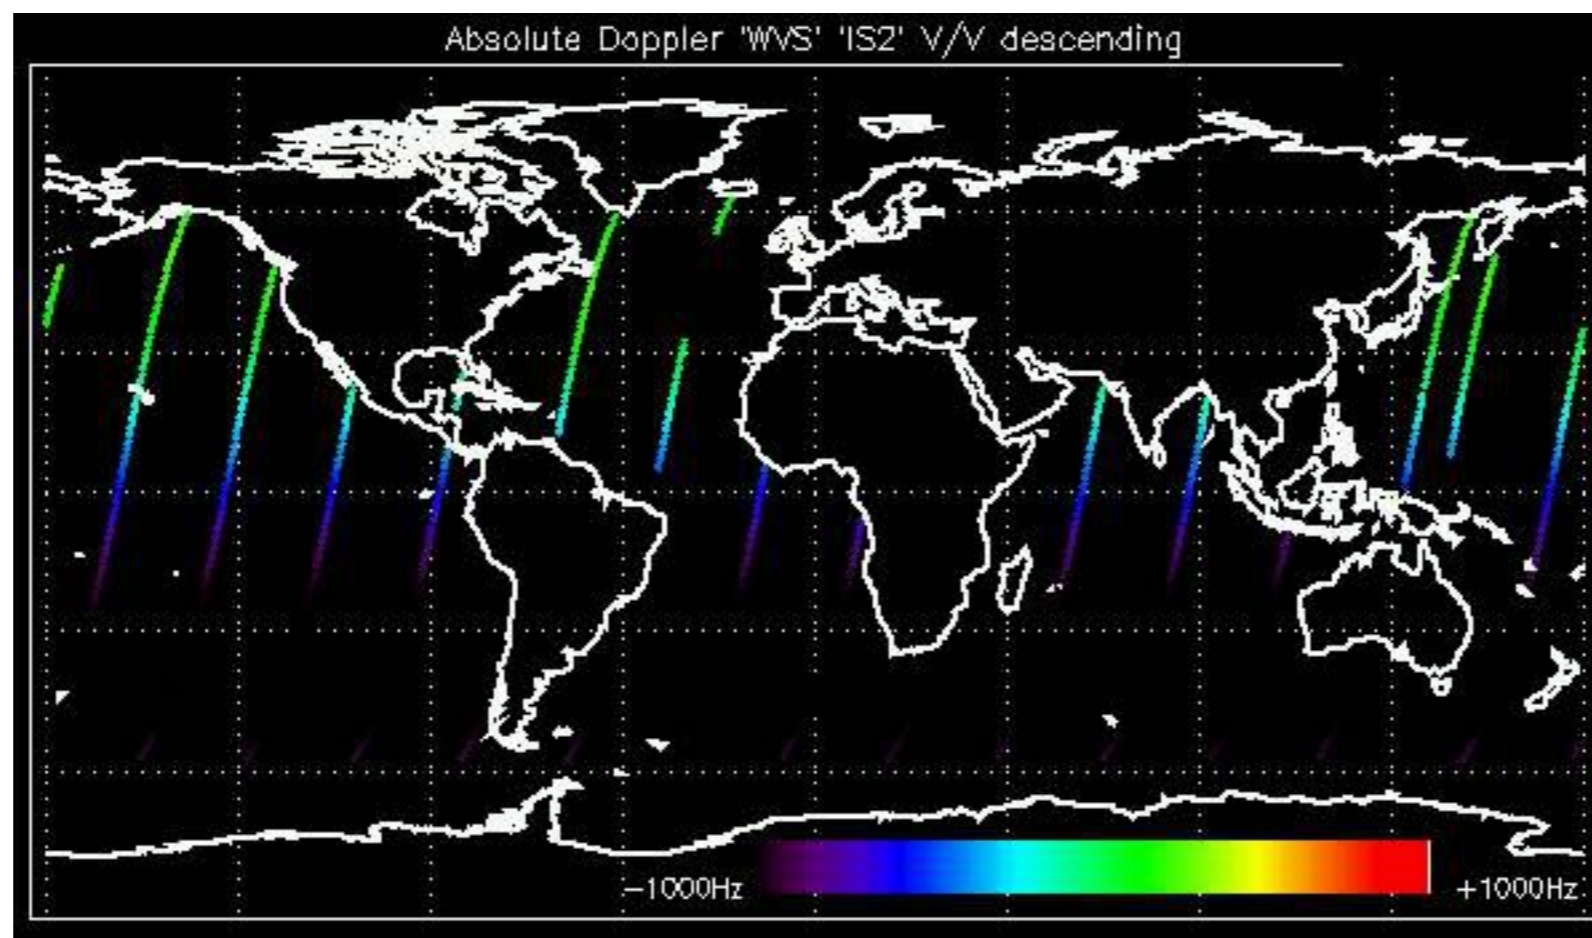 Absolute Doppler 'WVS' 'IS2' V/V descending
−1000Hz
+1000Hz